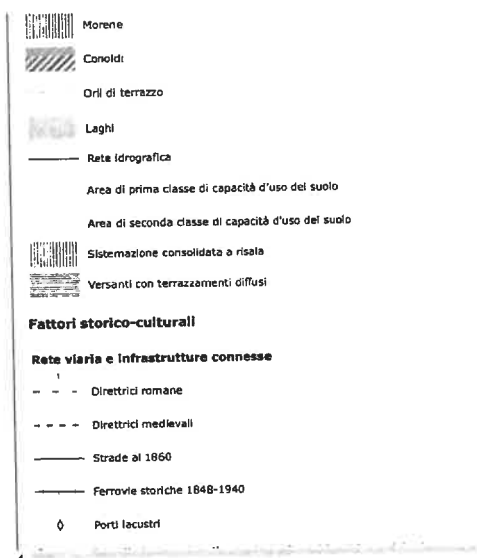 Morene
Conoidi
Orli di terrazzo
Laghi
Rete idrografica
Area di prima classe di capacità d'uso del suolo
Area di seconda classe di capacità d'uso del suolo
Sistemazione consolidata a risaia
Versanti con terrazzamenti diffusi
Fattori storico-culturali
Rete viaria e infrastrutture connesse
Direttrici romane
Direttrici medievali
Strade al 1860
Ferrovie storiche 1848-1940
Porti lacustri